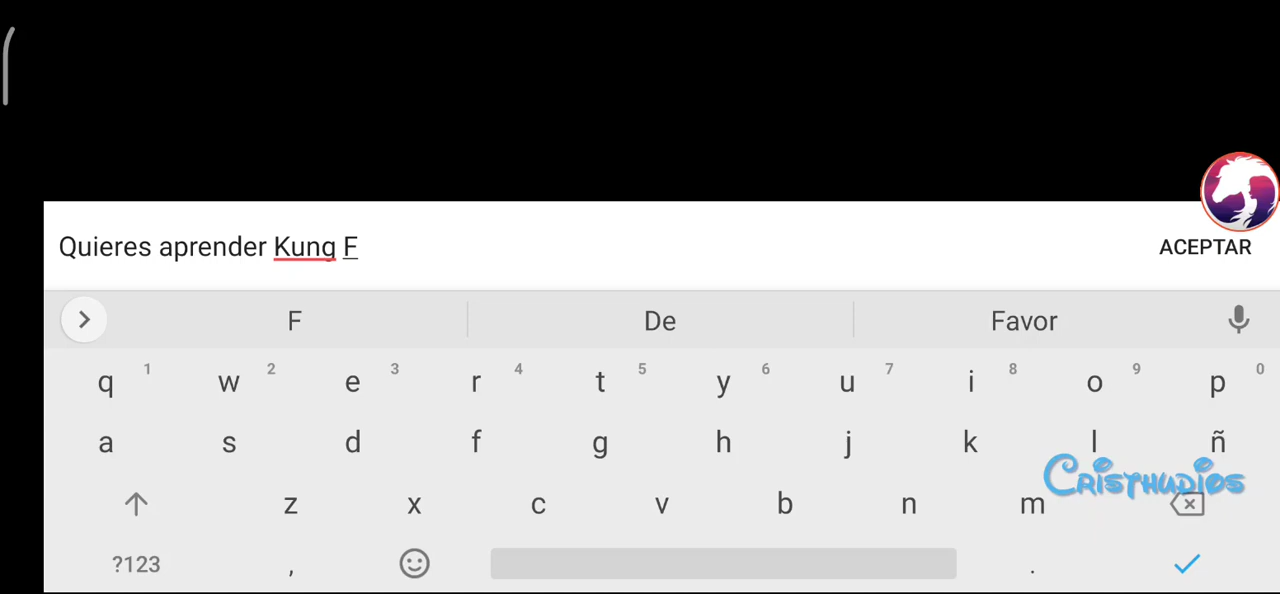 Quieres aprender Kung F
ACEPTAR
F De Favor
q 1 w 2 e 3 r 4 t 5 y 6 u 7 i 8 o 9 p 0
a s d f g h j k l ñ
Cristhudios
z x c v b n m
?123 , .